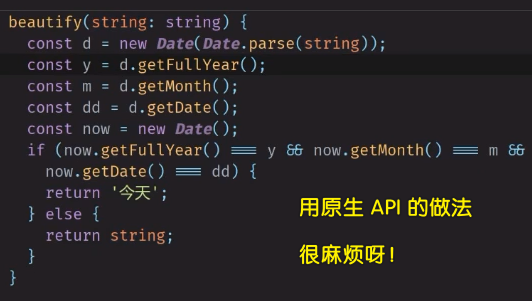 beautify(string: string) {
const d = new Date(Date.parse(string));
const y = d.getFullYear();
const m = d.getMonth();
const dd = d.getDate();
const now = new Date();
if (now.getFullYear() === y && now.getMonth() === m &&
now.getDate() === dd) {
return '今天';
} else {
用原生 API 的做法
return string;
很麻烦呀！
}
}